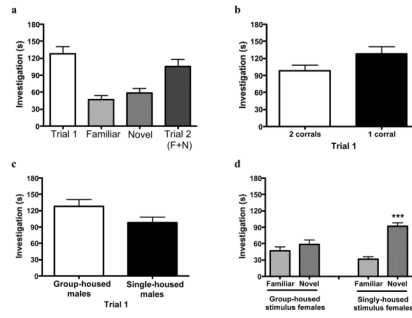 a
Investigation (s)
180
150
120
90
60
30
0
Trial 1 Familiar Novel Trial 2
(F+N)
b
Investigation (s)
180
150
120
90
60
30
0
2 corrals 1 corral
Trial 1
c
Investigation (s)
180
150
120
90
60
30
0
Group-housed Single-housed
males males
Trial 1
d
Investigation (s)
180
150
120
90
60
30
0
***
Familiar Novel Familiar Novel
Group-housed Singly-housed
stimulus females stimulus females